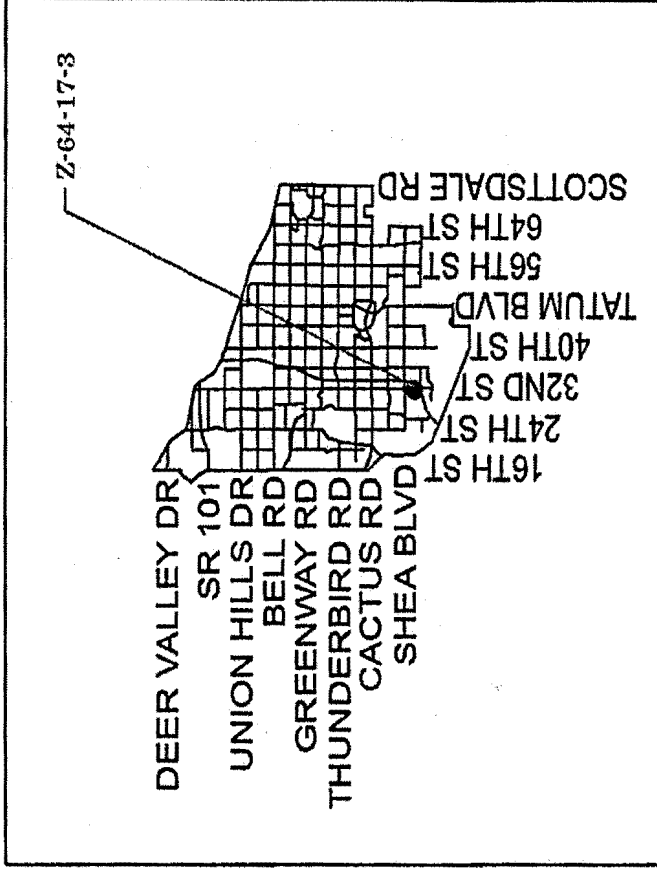 Z-64-17-3
DEER VALLEY DR
SR 101
UNION HILLS DR
BELL RD
GREENWAY RD
THUNDERBIRD RD
CACTUS RD
SHEA BLVD
16TH ST
24TH ST
32ND ST
40TH ST
TATUM BLVD
56TH ST
64TH ST
SCOTTSDALE RD